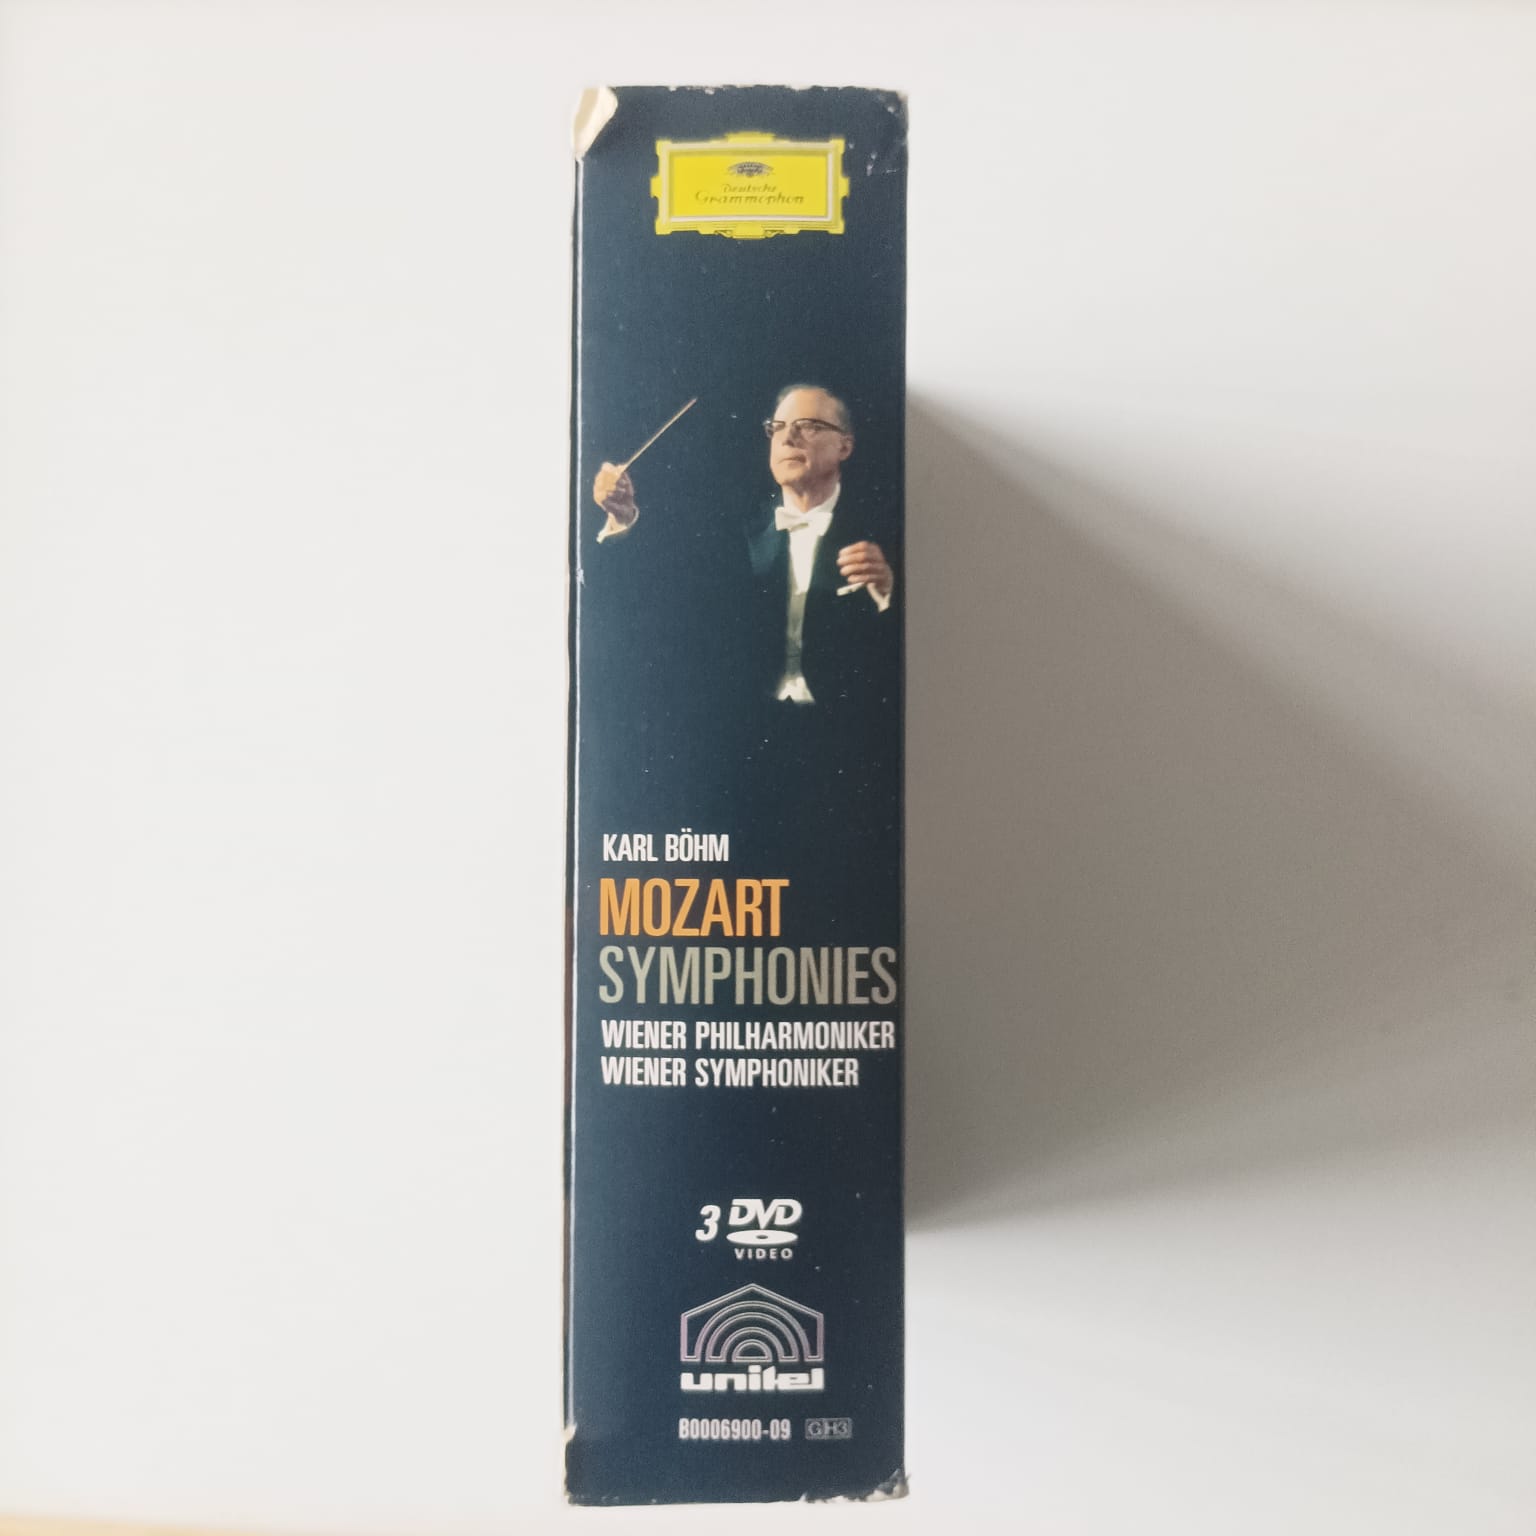 Deutsche
Grammophon
KARL BÖHM
MOZART
SYMPHONIES
WIENER PHILHARMONIKER
WIENER SYMPHONIKER
3 DVD
VIDEO
unitel
B0006900-09 GH3